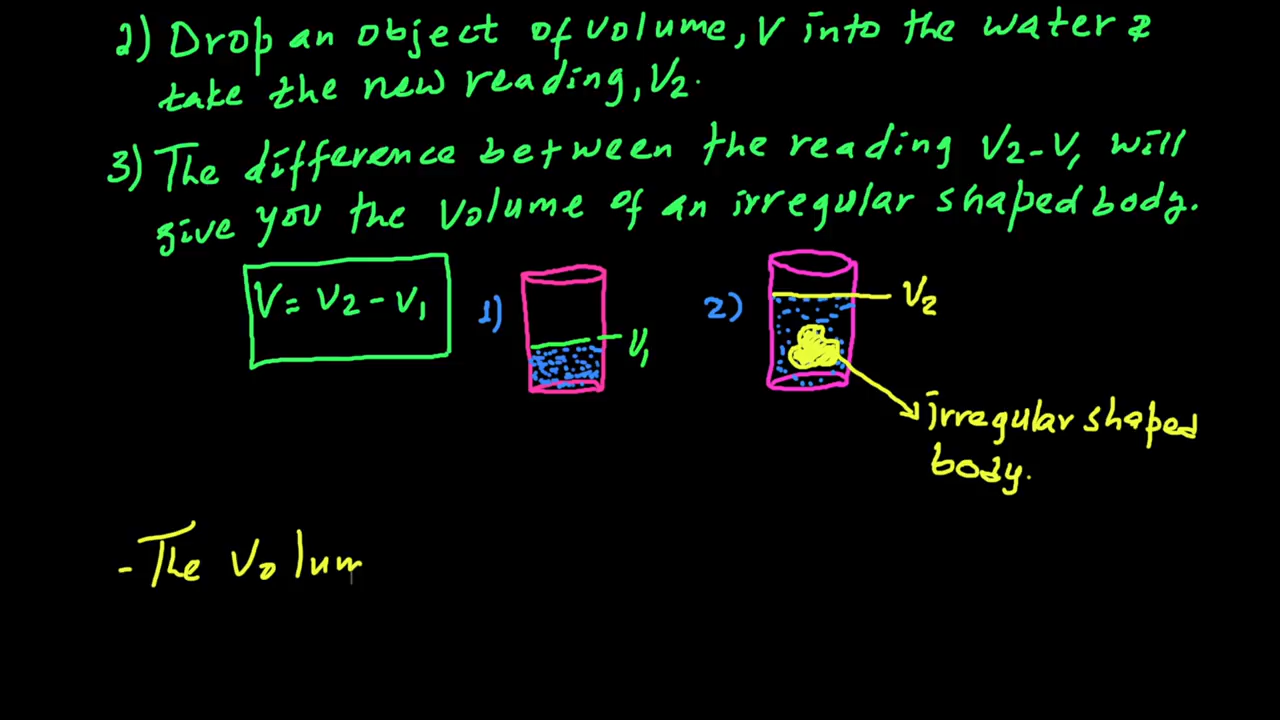 2) Drop an object of volume, V into the water &
take the new reading, V2.
3) The difference between the reading V2-V1 will
give you the volume of an irregular shaped body.
V = V2 - V1
1)
V1
2)
V2
irregular shaped
body.
- The Volum